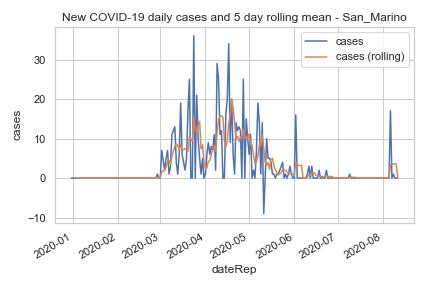 New COVID-19 daily cases and 5 day rolling mean - San_Marino
cases
cases (rolling)
30
20
10
0
−10
cases
2020-01
2020-02
2020-03
2020-04
2020-05
2020-06
2020-07
2020-08
dateRep